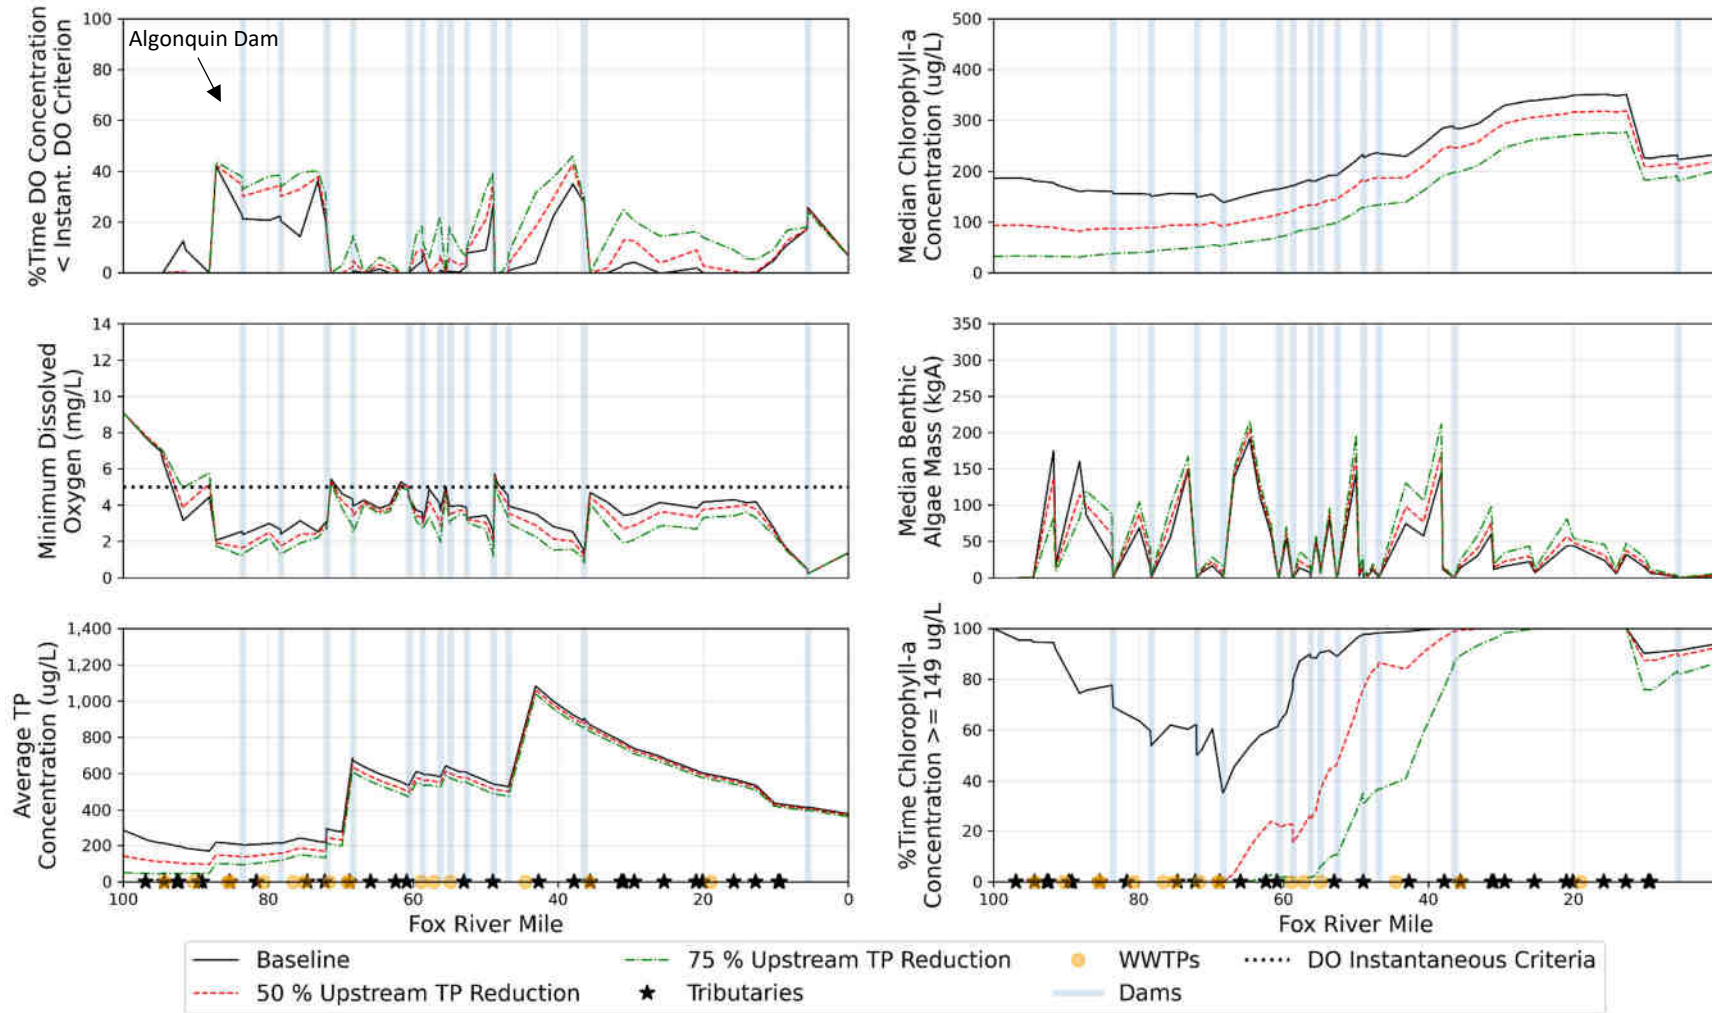 %Time DO Concentration
< Instant. DO Criterion
100
80
60
40
20
0
Algonquin Dam
Median Chlorophyll-a
Concentration (ug/L)
500
400
300
200
100
0
Minimum Dissolved
Oxygen (mg/L)
14
12
10
8
6
4
2
0
Median Benthic
Algae Mass (kgA)
350
300
250
200
150
100
50
0
Average TP
Concentration (ug/L)
1,400
1,200
1,000
800
600
400
200
0
100 80 60 40 20 0
Fox River Mile
%Time Chlorophyll-a
Concentration >= 149 ug/L
100
80
60
40
20
0
100 80 60 40 20
Fox River Mile
Baseline
75 % Upstream TP Reduction
WWTPs
DO Instantaneous Criteria
50 % Upstream TP Reduction
Tributaries
Dams